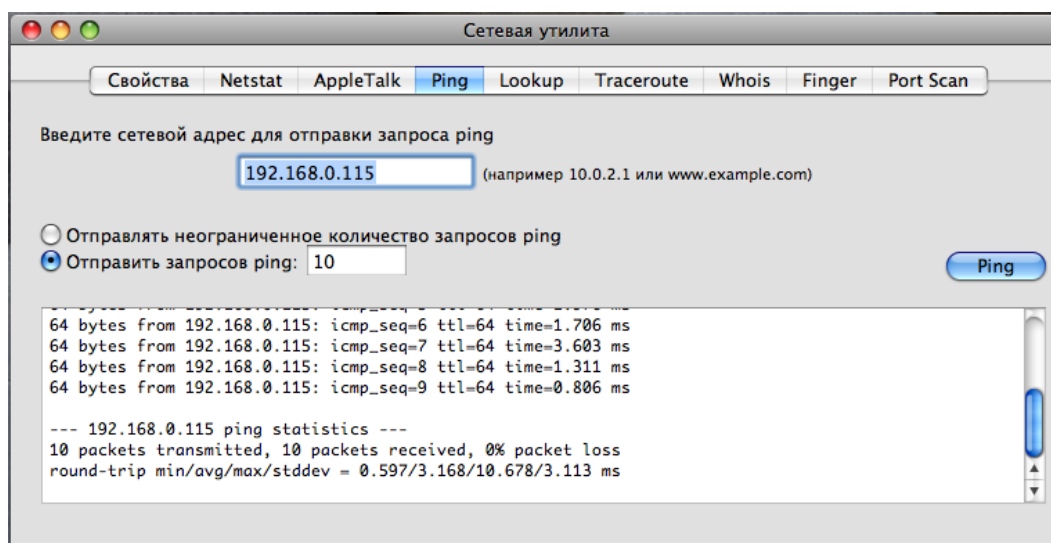 Сетевая утилита
Свойства Netstat AppleTalk Ping Lookup Traceroute Whois Finger Port Scan
Введите сетевой адрес для отправки запроса ping
192.168.0.115 (например 10.0.2.1 или www.example.com)
Отправлять неограниченное количество запросов ping
Отправить запросов ping: 10
Ping
64 bytes from 192.168.0.115: icmp_seq=6 ttl=64 time=1.706 ms
64 bytes from 192.168.0.115: icmp_seq=7 ttl=64 time=3.603 ms
64 bytes from 192.168.0.115: icmp_seq=8 ttl=64 time=1.311 ms
64 bytes from 192.168.0.115: icmp_seq=9 ttl=64 time=0.806 ms
--- 192.168.0.115 ping statistics ---
10 packets transmitted, 10 packets received, 0% packet loss
round-trip min/avg/max/stddev = 0.597/3.168/10.678/3.113 ms